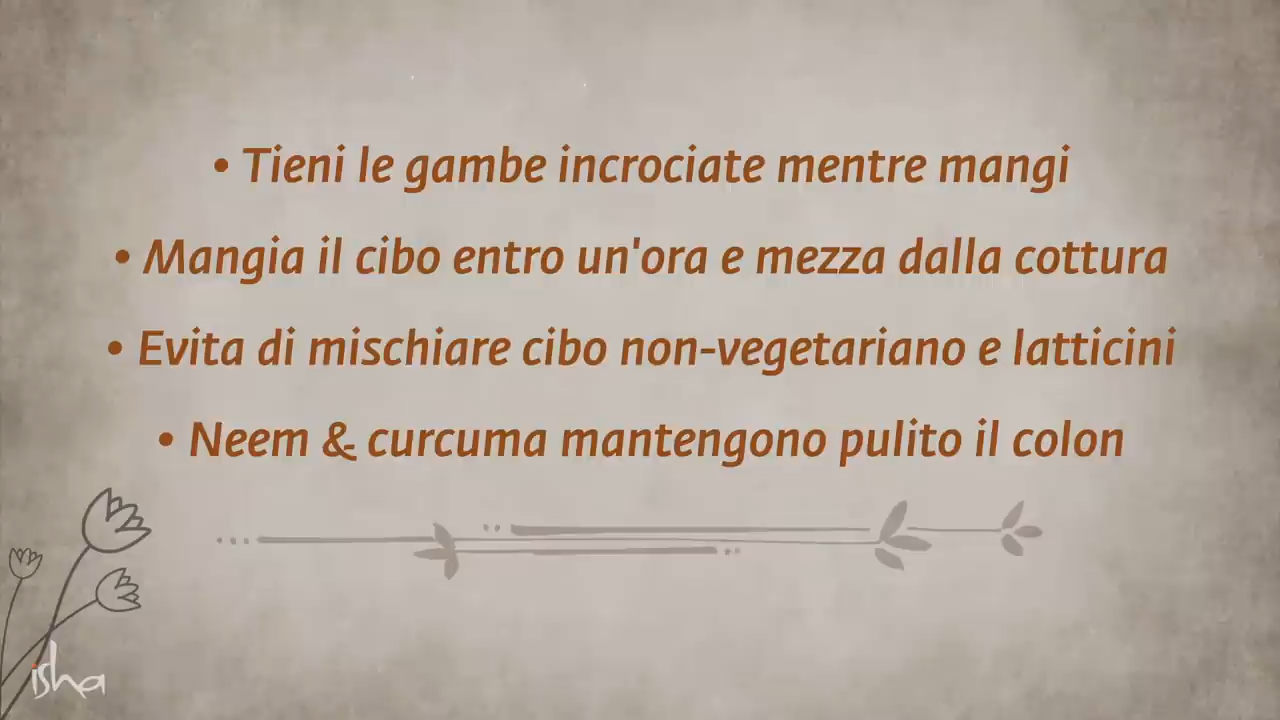 • Tieni le gambe incrociate mentre mangi
• Mangia il cibo entro un'ora e mezza dalla cottura
• Evita di mischiare cibo non-vegetariano e latticini
• Neem & curcuma mantengono pulito il colon
isha